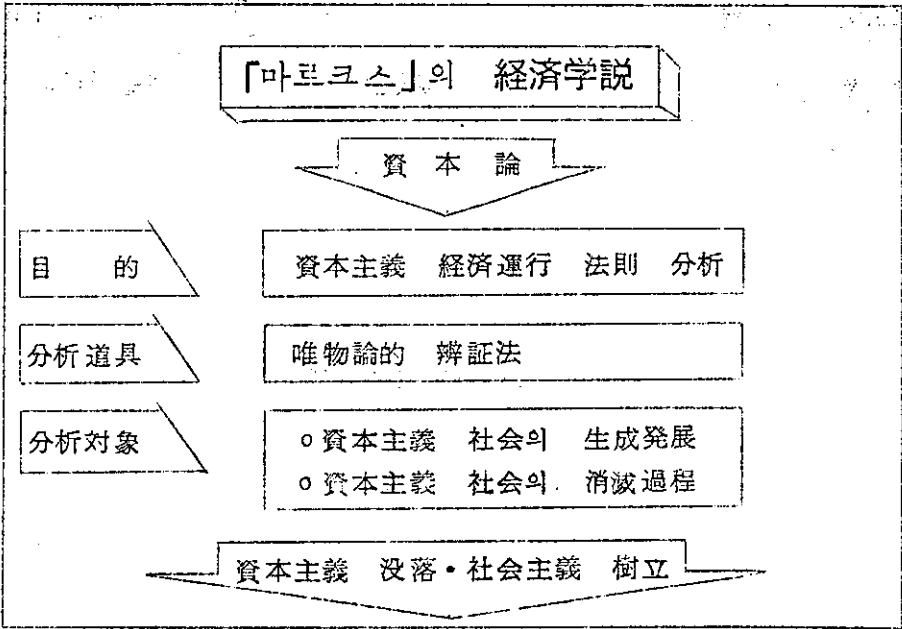 「마르크스」의 経済学説
資本論
目的
資本主義 経済運行 法則 分析
分析道具
唯物論的 辨証法
分析対象
o 資本主義 社会의 生成発展
o 資本主義 社会의 消滅過程
資本主義 没落・社会主義 樹立